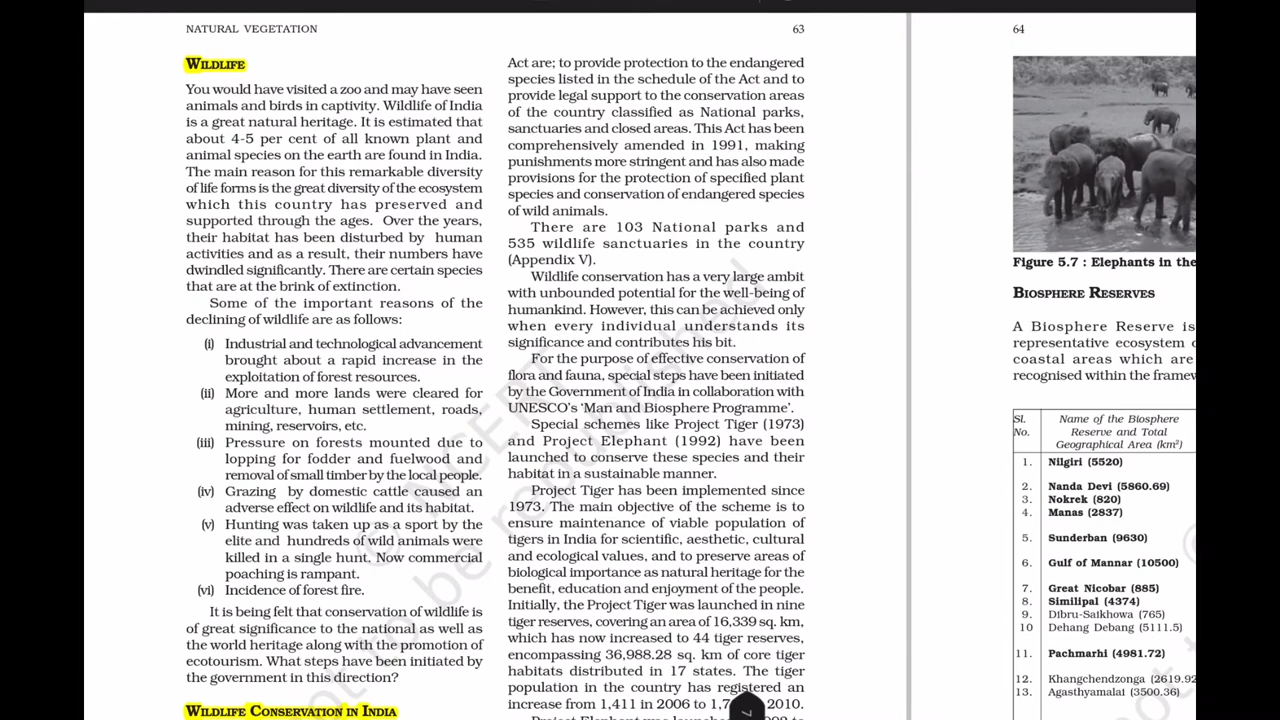 NATURAL VEGETATION
63
WILDLIFE
You would have visited a zoo and may have seen
animals and birds in captivity. Wildlife of India
is a great natural heritage. It is estimated that
about 4-5 per cent of all known plant and
animal species on the earth are found in India.
The main reason for this remarkable diversity
of life forms is the great diversity of the ecosystem
which this country has preserved and
supported through the ages. Over the years,
their habitat has been disturbed by human
activities and as a result, their numbers have
dwindled significantly. There are certain species
that are at the brink of extinction.
Some of the important reasons of the
declining of wildlife are as follows:
(i) Industrial and technological advancement
brought about a rapid increase in the
exploitation of forest resources.
(ii) More and more lands were cleared for
agriculture, human settlement, roads,
mining, reservoirs, etc.
(iii) Pressure on forests mounted due to
lopping for fodder and fuelwood and
removal of small timber by the local people.
(iv) Grazing by domestic cattle caused an
adverse effect on wildlife and its habitat.
(v) Hunting was taken up as a sport by the
elite and hundreds of wild animals were
killed in a single hunt. Now commercial
poaching is rampant.
(vi) Incidence of forest fire.
It is being felt that conservation of wildlife is
of great significance to the national as well as
the world heritage along with the promotion of
ecotourism. What steps have been initiated by
the government in this direction?
WILDLIFE CONSERVATION IN INDIA
Act are; to provide protection to the endangered
species listed in the schedule of the Act and to
provide legal support to the conservation areas
of the country classified as National parks,
sanctuaries and closed areas. This Act has been
comprehensively amended in 1991, making
punishments more stringent and has also made
provisions for the protection of specified plant
species and conservation of endangered species
of wild animals.
There are 103 National parks and
535 wildlife sanctuaries in the country
(Appendix V).
Wildlife conservation has a very large ambit
with unbounded potential for the well-being of
humankind. However, this can be achieved only
when every individual understands its
significance and contributes his bit.
For the purpose of effective conservation of
flora and fauna, special steps have been initiated
by the Government of India in collaboration with
UNESCO's 'Man and Biosphere Programme'.
Special schemes like Project Tiger (1973)
and Project Elephant (1992) have been
launched to conserve these species and their
habitat in a sustainable manner.
Project Tiger has been implemented since
1973. The main objective of the scheme is to
ensure maintenance of viable population of
tigers in India for scientific, aesthetic, cultural
and ecological values, and to preserve areas of
biological importance as natural heritage for the
benefit, education and enjoyment of the people.
Initially, the Project Tiger was launched in nine
tiger reserves, covering an area of 16,339 sq. km,
which has now increased to 44 tiger reserves,
encompassing 36,988.28 sq. km of core tiger
habitats distributed in 17 states. The tiger
population in the country has registered an
increase from 1,411 in 2006 to 2010.
© NCERT
not to be republished
64
Figure 5.7 : Elephants in the
BIOSPHERE RESERVES
A Biosphere Reserve is
representative ecosystem
coastal areas which are
recognised within the
Sl. No. Name of the Biosphere Reserve and Total Geographical Area (km²)
1. Nilgiri (5520)
2. Nanda Devi (5860.69)
3. Nokrek (820)
4. Manas (2837)
5. Sunderban (9630)
6. Gulf of Mannar (10500)
7. Great Nicobar (885)
8. Similipal (4374)
9. Dibru-Saikhowa (765)
10 Dehang Debang (5111.5)
11. Pachmarhi (4981.72)
12. Khangchendzonga (2619.92
13. Agasthyamalai (3500.36)